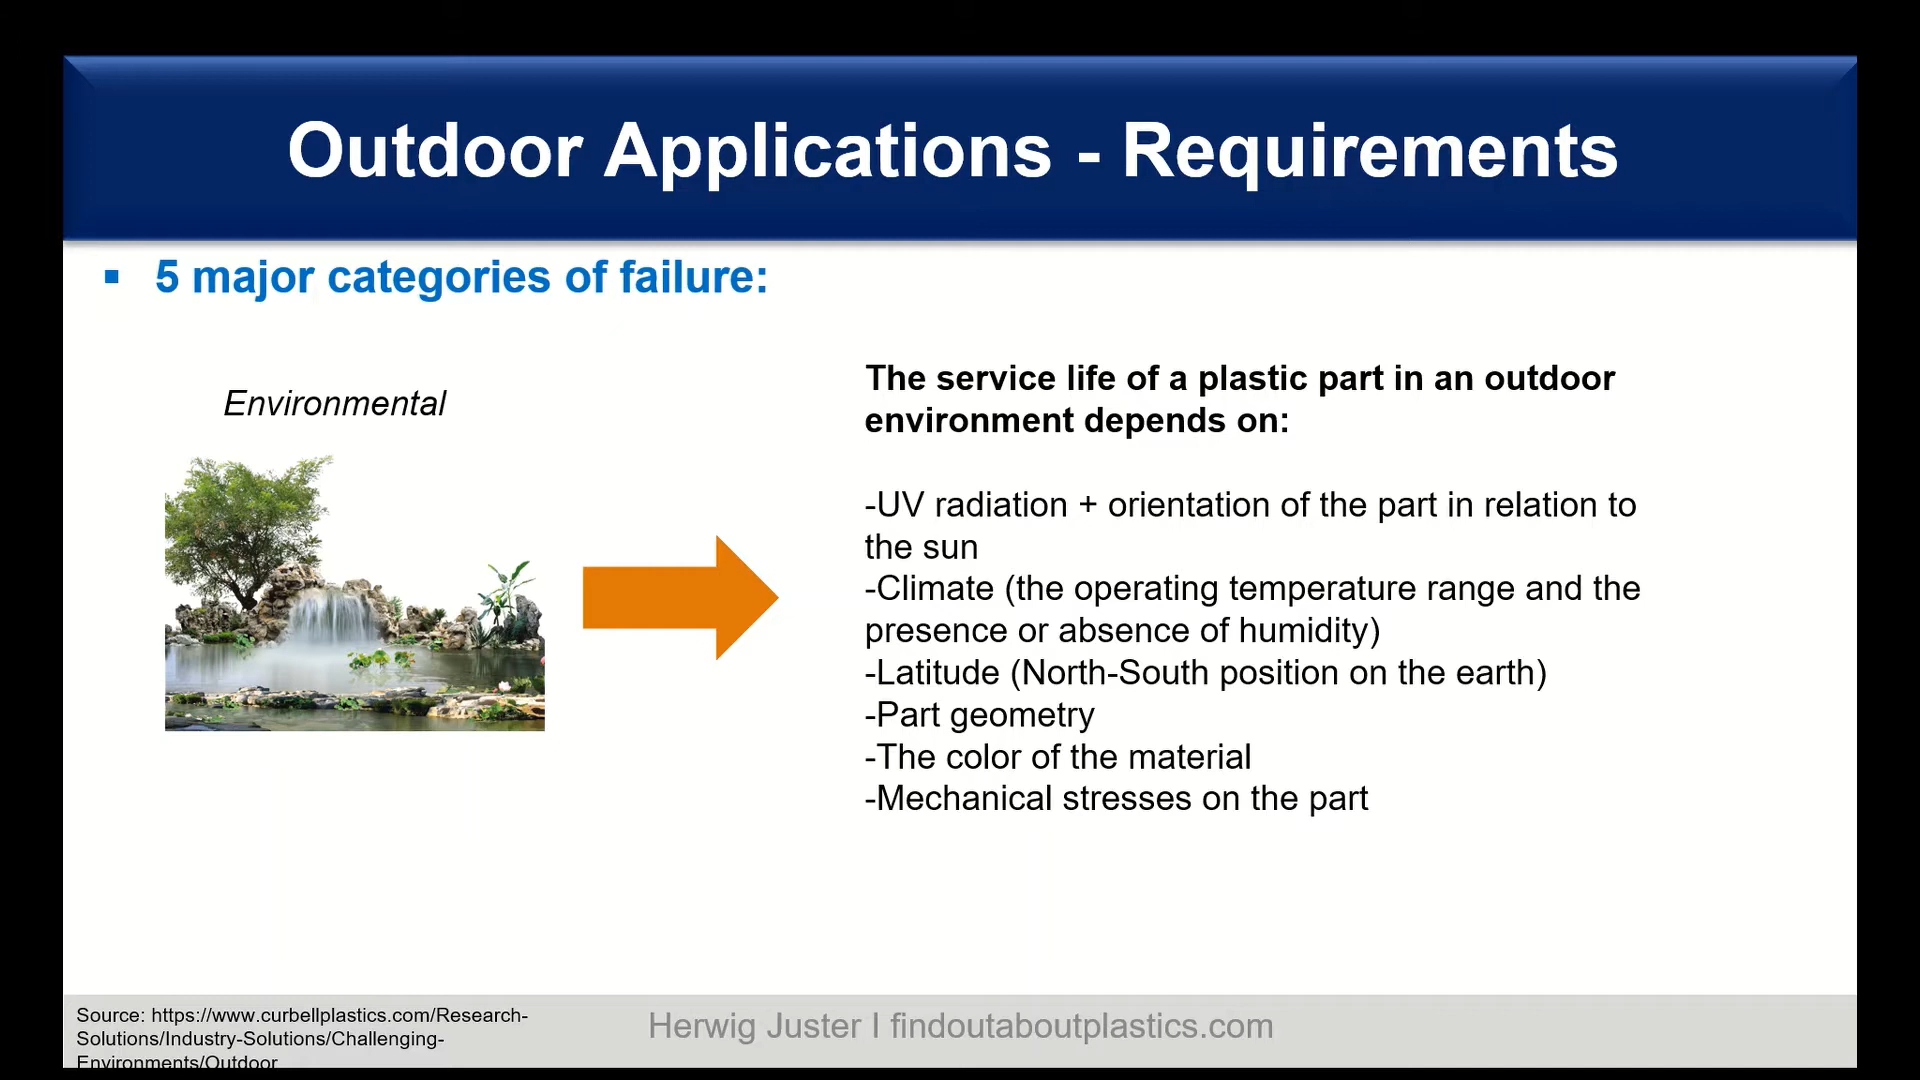 Outdoor Applications - Requirements
▪ 5 major categories of failure:
Environmental
The service life of a plastic part in an outdoor
environment depends on:
-UV radiation + orientation of the part in relation to
the sun
-Climate (the operating temperature range and the
presence or absence of humidity)
-Latitude (North-South position on the earth)
-Part geometry
-The color of the material
-Mechanical stresses on the part
Source: https://www.curbellplastics.com/Research-
Solutions/Industry-Solutions/Challenging-
Environments/Outdoor
Herwig Juster I findoutaboutplastics.com